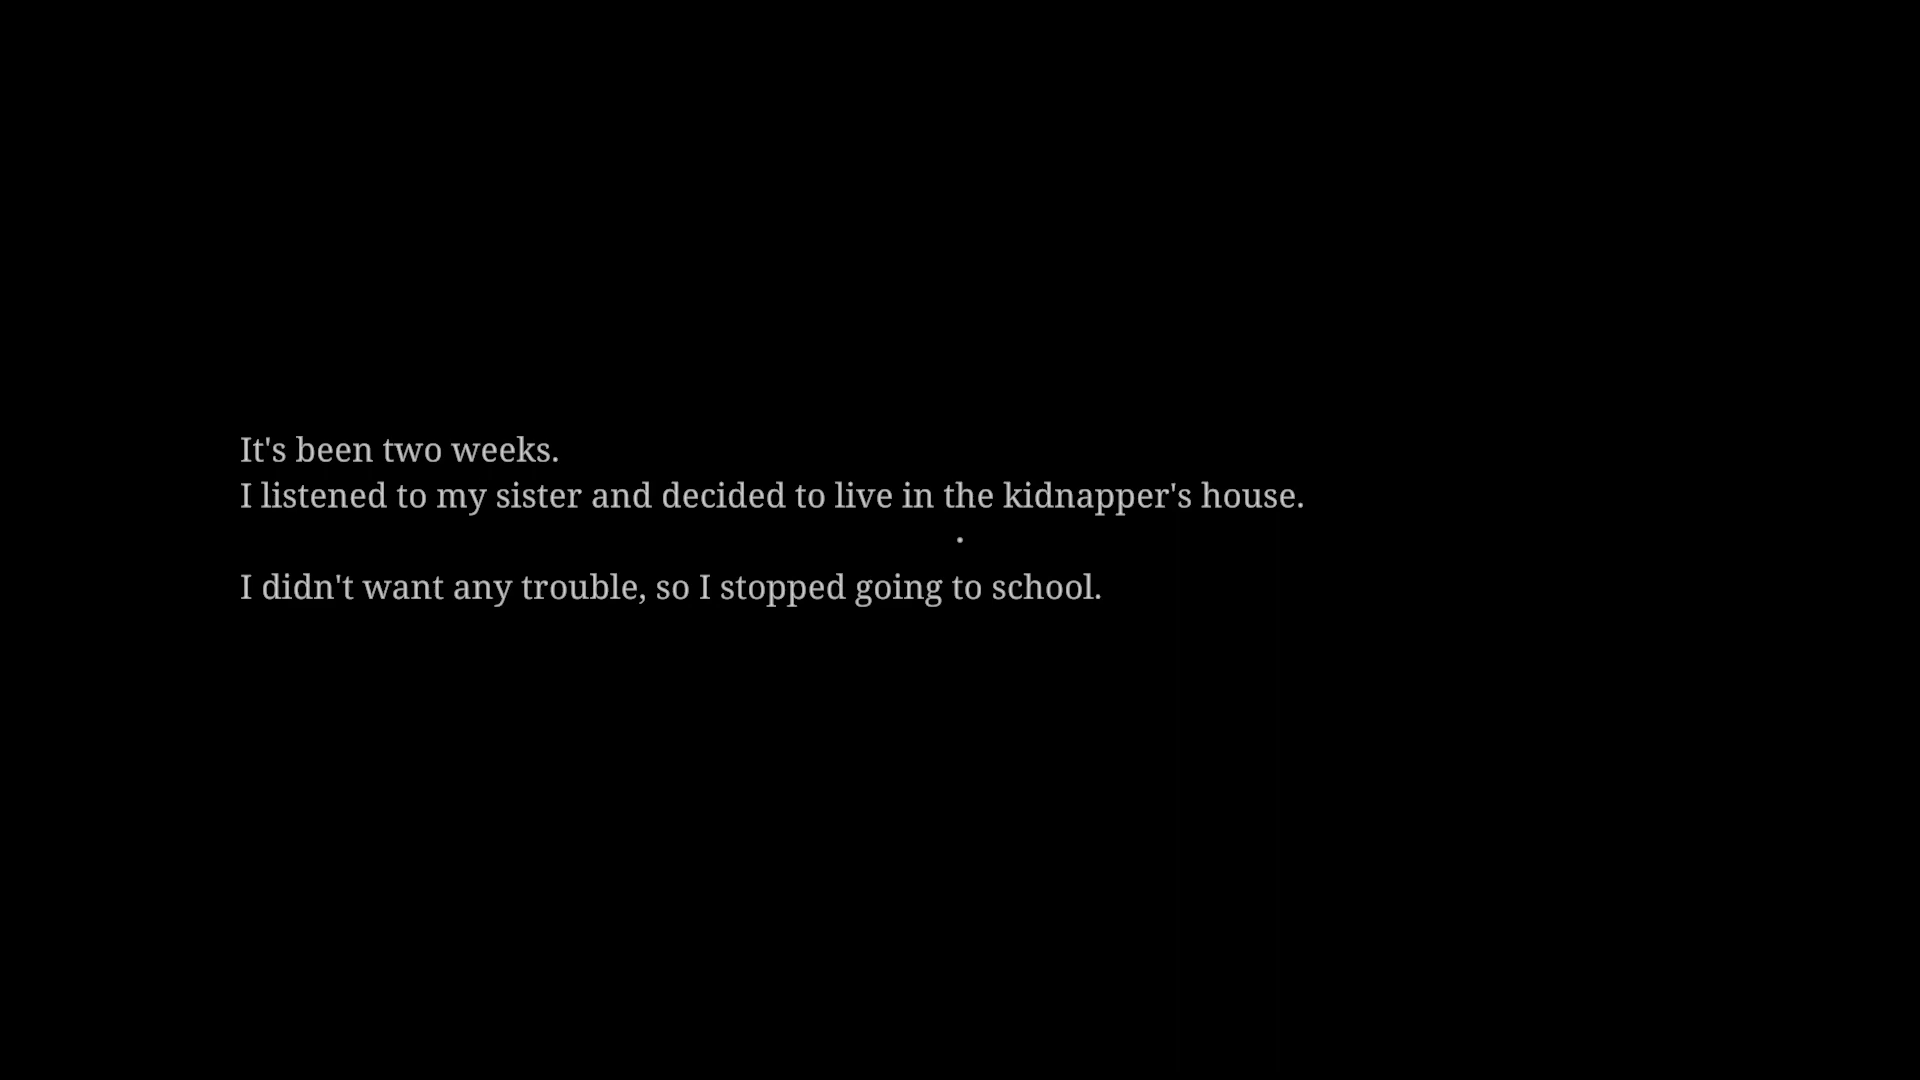 It's been two weeks.
I listened to my sister and decided to live in the kidnapper's house.
I didn't want any trouble, so I stopped going to school.